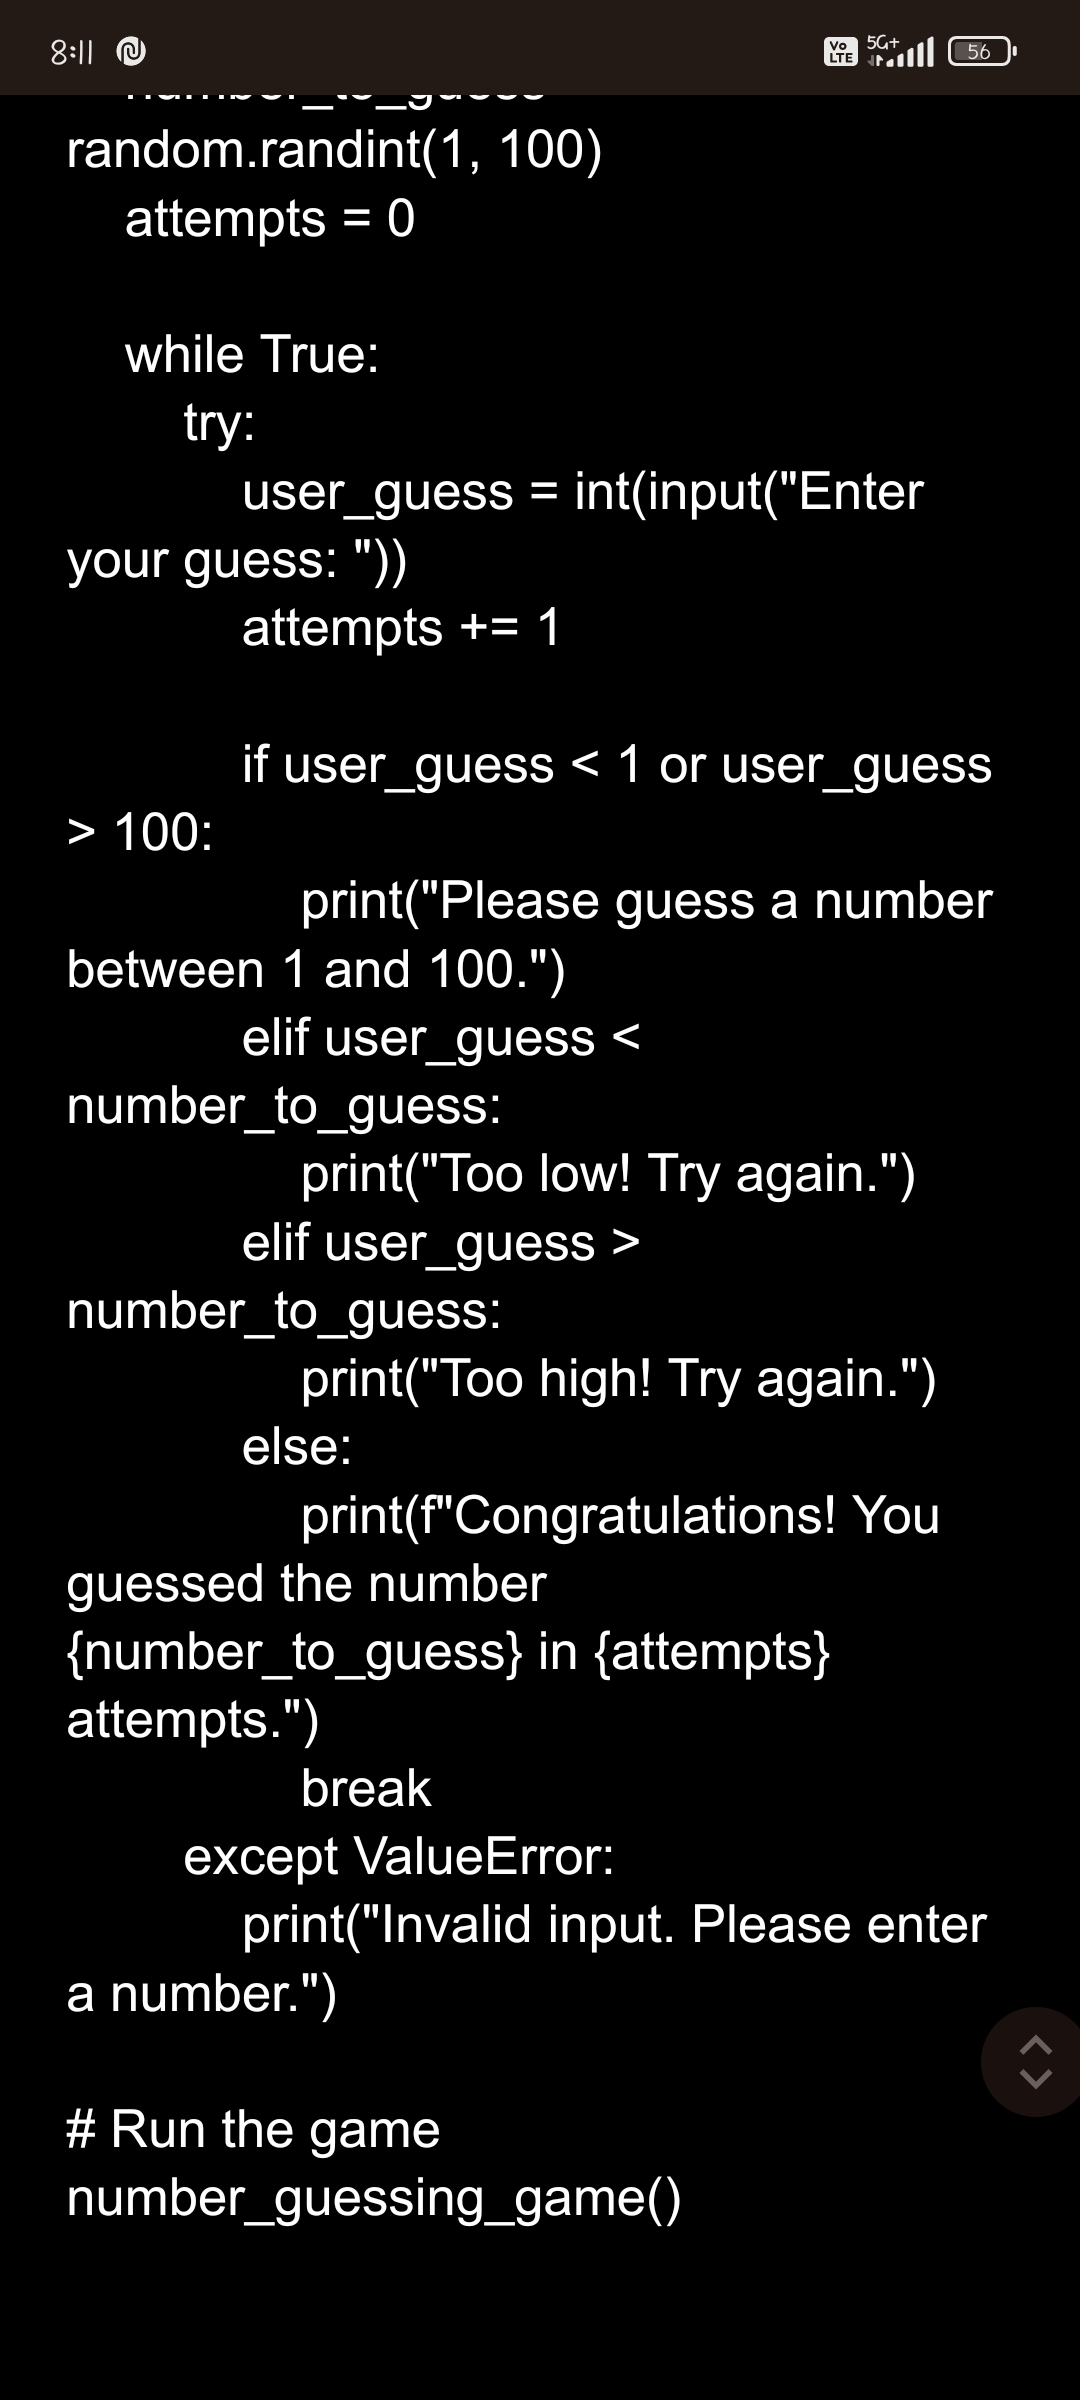 8:11
Vo LTE 5G+ 56
number_to_guess
random.randint(1, 100)
attempts = 0
while True:
try:
user_guess = int(input("Enter
your guess: "))
attempts += 1
if user_guess < 1 or user_guess
> 100:
print("Please guess a number
between 1 and 100.")
elif user_guess <
number_to_guess:
print("Too low! Try again.")
elif user_guess >
number_to_guess:
print("Too high! Try again.")
else:
print(f"Congratulations! You
guessed the number
{number_to_guess} in {attempts}
attempts.")
break
except ValueError:
print("Invalid input. Please enter
a number.")
# Run the game
number_guessing_game()